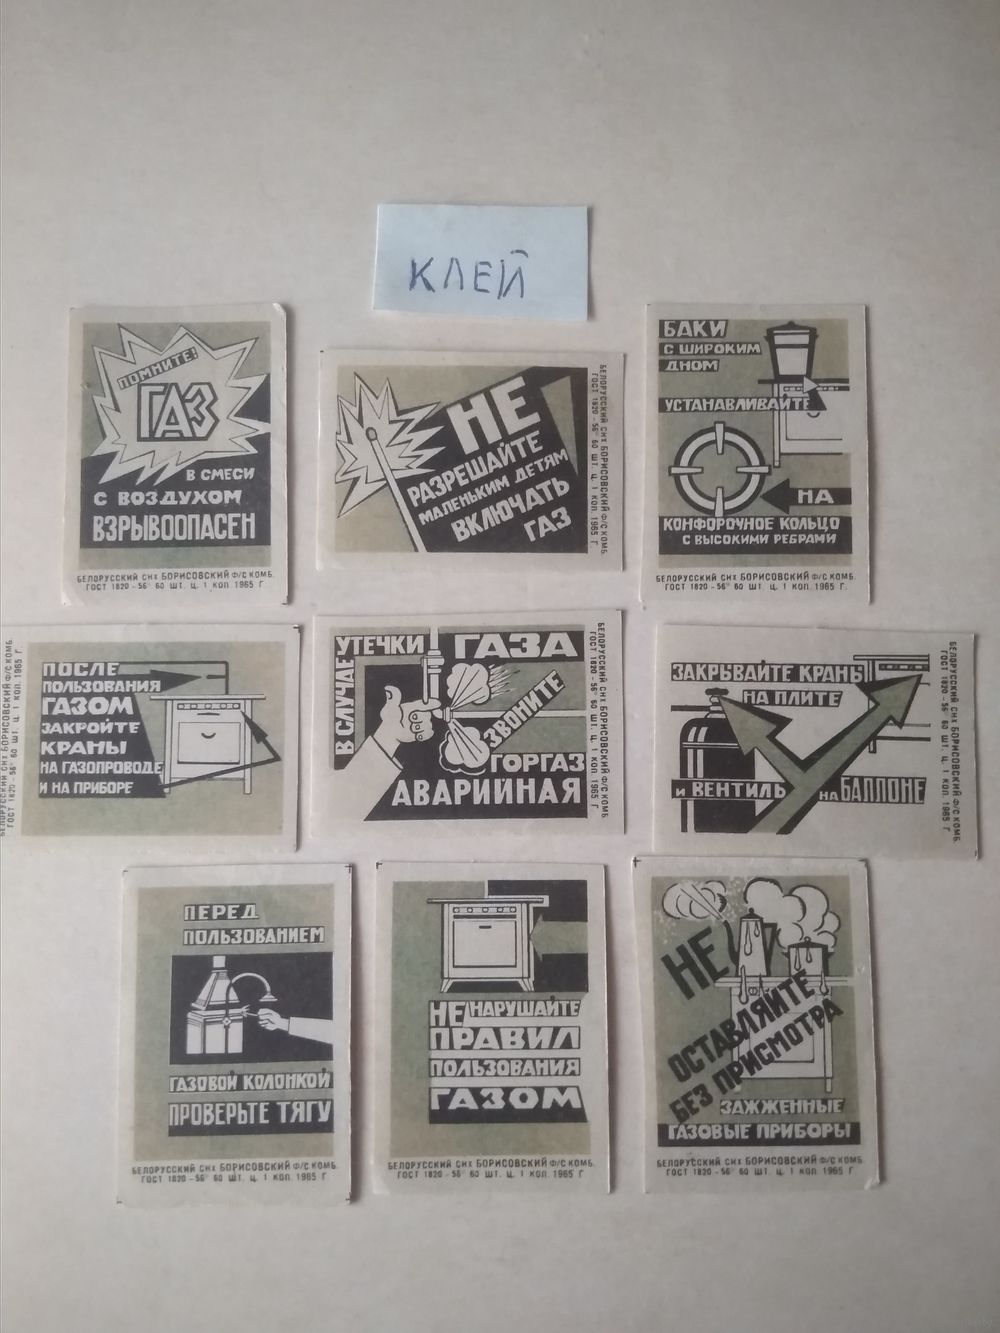 КЛЕЙ
ПОМНИТЕ!
ГАЗ
В СМЕСИ
С ВОЗДУХОМ
ВЗРЫВООПАСЕН
БЕЛОРУССКИЙ СНХ БОРИСОВСКИЙ Ф/С КОМБ.
ГОСТ 1820-56° 60 ШТ. Ц. 1 КОП. 1965 Г.
НЕ
РАЗРЕШАЙТЕ
МАЛЕНЬКИМ ДЕТЯМ
ВКЛЮЧАТЬ
ГАЗ
БЕЛОРУССКИЙ СНХ БОРИСОВСКИЙ Ф/С КОМБ.
ГОСТ 1820-56° 60 ШТ. Ц. 1 КОП. 1965 Г.
БАКИ
С ШИРОКИМ
ДНОМ
УСТАНАВЛИВАЙТЕ
НА
КОНФОРОЧНОЕ КОЛЬЦО
С ВЫСОКИМИ РЕБРАМИ
БЕЛОРУССКИЙ СНХ БОРИСОВСКИЙ Ф/С КОМБ.
ГОСТ 1820-56° 60 ШТ. Ц. 1 КОП. 1965 Г.
БЕЛОРУССКИЙ СНХ БОРИСОВСКИЙ Ф/С КОМБ.
ГОСТ 1820-56° 60 ШТ. Ц. 1 КОП. 1965 Г.
ПОСЛЕ
ПОЛЬЗОВАНИЯ
ГАЗОМ
ЗАКРОЙТЕ
КРАНЫ
НА ГАЗОПРОВОДЕ
И НА ПРИБОРЕ
В СЛУЧАЕ
УТЕЧКИ ГАЗА
ЗВОНИТЕ
ГОРГАЗ
АВАРИЙНАЯ
БЕЛОРУССКИЙ СНХ БОРИСОВСКИЙ Ф/С КОМБ.
ГОСТ 1820-56° 60 ШТ. Ц. 1 КОП. 1965 Г.
ЗАКРЫВАЙТЕ КРАНЫ
НА ПЛИТЕ
И ВЕНТИЛЬ НА БАЛЛОНЕ
БЕЛОРУССКИЙ СНХ БОРИСОВСКИЙ Ф/С КОМБ.
ГОСТ 1820-56° 60 ШТ. Ц. 1 КОП. 1965 Г.
ПЕРЕД
ПОЛЬЗОВАНИЕМ
ГАЗОВОЙ КОЛОНКОЙ
ПРОВЕРЬТЕ ТЯГУ
БЕЛОРУССКИЙ СНХ БОРИСОВСКИЙ Ф/С КОМБ.
ГОСТ 1820-56° 60 ШТ. Ц. 1 КОП. 1965 Г.
НЕ НАРУШАЙТЕ
ПРАВИЛ
ПОЛЬЗОВАНИЯ
ГАЗОМ
БЕЛОРУССКИЙ СНХ БОРИСОВСКИЙ Ф/С КОМБ.
ГОСТ 1820-56° 60 ШТ. Ц. 1 КОП. 1965 Г.
НЕ
ОСТАВЛЯЙТЕ
БЕЗ ПРИСМОТРА
ЗАЖЖЕННЫЕ
ГАЗОВЫЕ ПРИБОРЫ
БЕЛОРУССКИЙ СНХ БОРИСОВСКИЙ Ф/С КОМБ.
ГОСТ 1820-56° 60 ШТ. Ц. 1 КОП. 1965 Г.